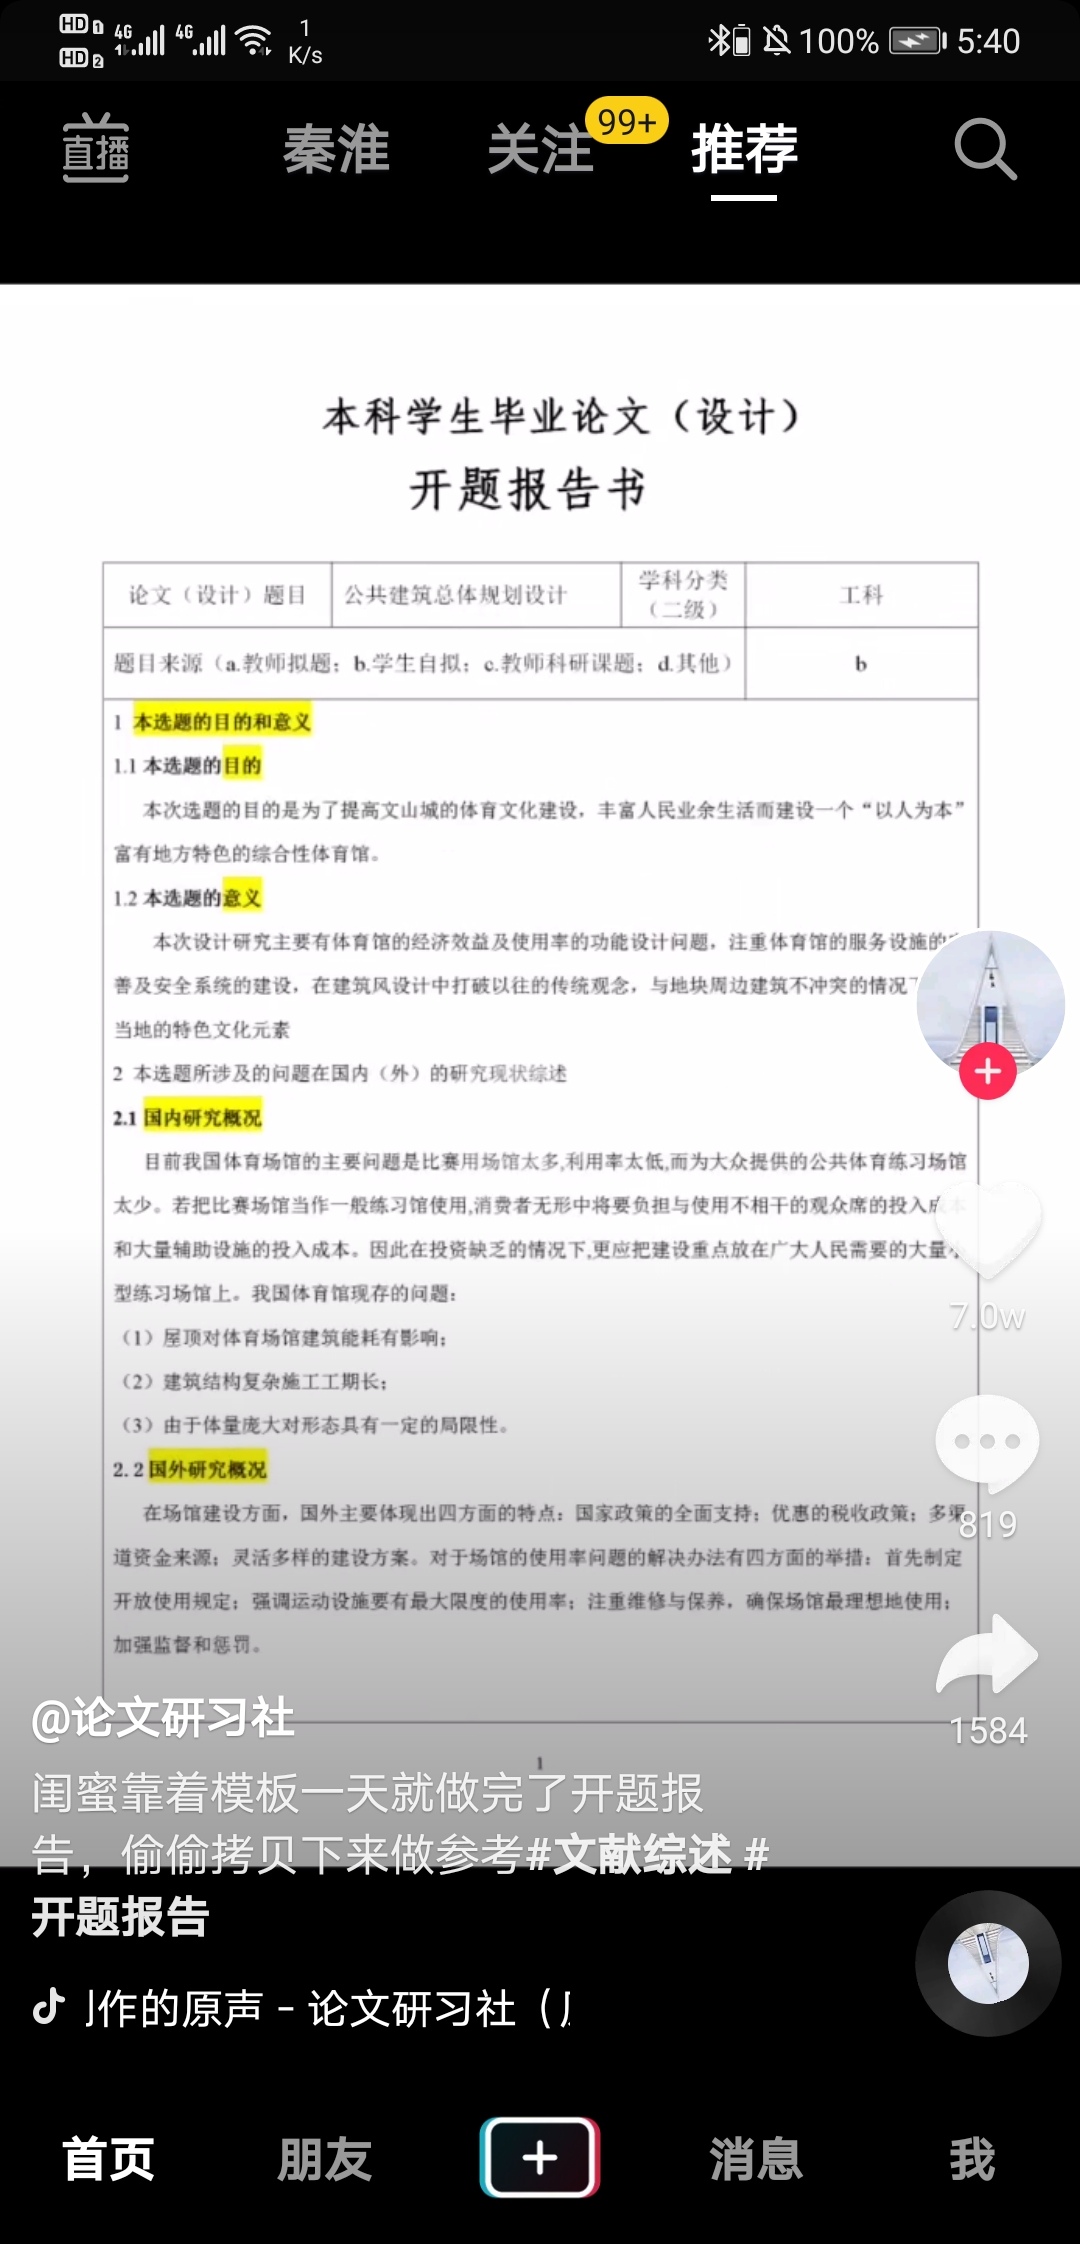 HD 1 4G 4G 1 100% 5:40
HD 2 K/s
直播 秦淮 关注 99+ 推荐
本科学生毕业论文（设计）
开题报告书
论文（设计）题目 公共建筑总体规划设计 学科分类（二级） 工科
题目来源（a.教师拟题；b.学生自拟；c.教师科研课题；d.其他） b
1 本选题的目的和意义
1.1 本选题的目的
本次选题的目的是为了提高文山城的体育文化建设，丰富人民业余生活而建设一个“以人为本”
富有地方特色的综合性体育馆。
1.2 本选题的意义
本次设计研究主要有体育馆的经济效益及使用率的功能设计问题，注重体育馆的服务设施的
善及安全系统的建设，在建筑风设计中打破以往的传统观念，与地块周边建筑不冲突的情况
当地的特色文化元素
2 本选题所涉及的问题在国内（外）的研究现状综述
2.1 国内研究概况
目前我国体育场馆的主要问题是比赛用场馆太多,利用率太低,而为大众提供的公共体育练习场馆
太少。若把比赛场馆当作一般练习馆使用,消费者无形中将要负担与使用不相干的观众席的投入成本
和大量辅助设施的投入成本。因此在投资缺乏的情况下,更应把建设重点放在广大人民需要的大量小
型练习场馆上。我国体育馆现存的问题：
（1）屋顶对体育场馆建筑能耗有影响；
（2）建筑结构复杂施工工期长；
（3）由于体量庞大对形态具有一定的局限性。
2.2 国外研究概况
在场馆建设方面，国外主要体现出四方面的特点：国家政策的全面支持；优惠的税收政策；多渠
道资金来源；灵活多样的建设方案。对于场馆的使用率问题的解决办法有四方面的举措：首先制定
开放使用规定；强调运动设施要有最大限度的使用率；注重维修与保养，确保场馆最理想地使用；
加强监督和惩罚。
1
7.0w
819
1584
@论文研习社
闺蜜靠着模板一天就做完了开题报
告，偷偷拷贝下来做参考#文献综述 #
开题报告
作的原声 - 论文研习社（
首页 朋友 消息 我